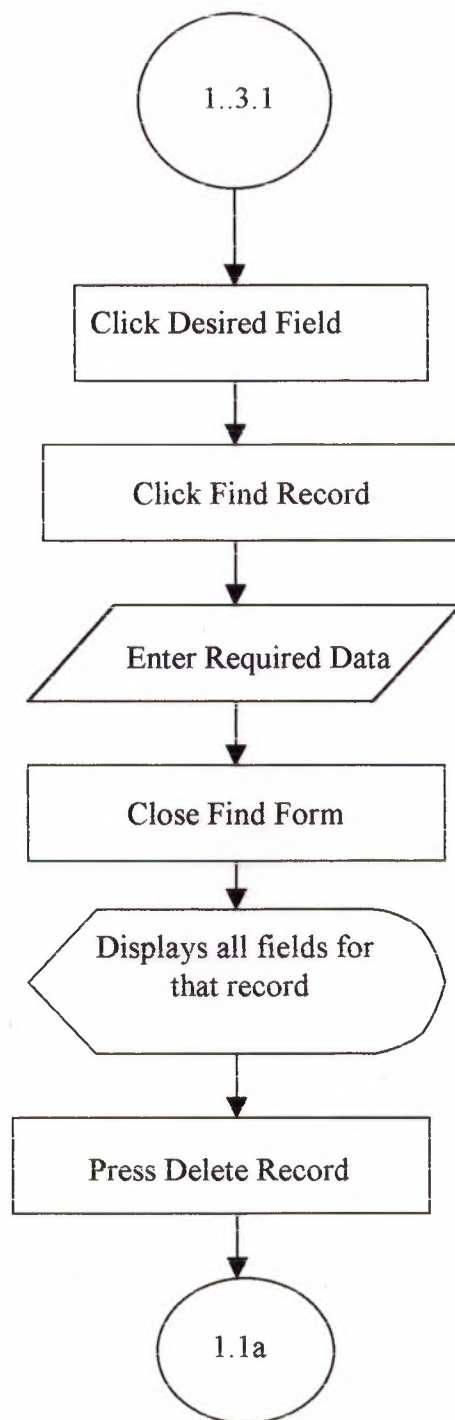 1..3.1
Click Desired Field
Click Find Record
Enter Required Data
Close Find Form
Displays all fields for
that record
Press Delete Record
1.1a